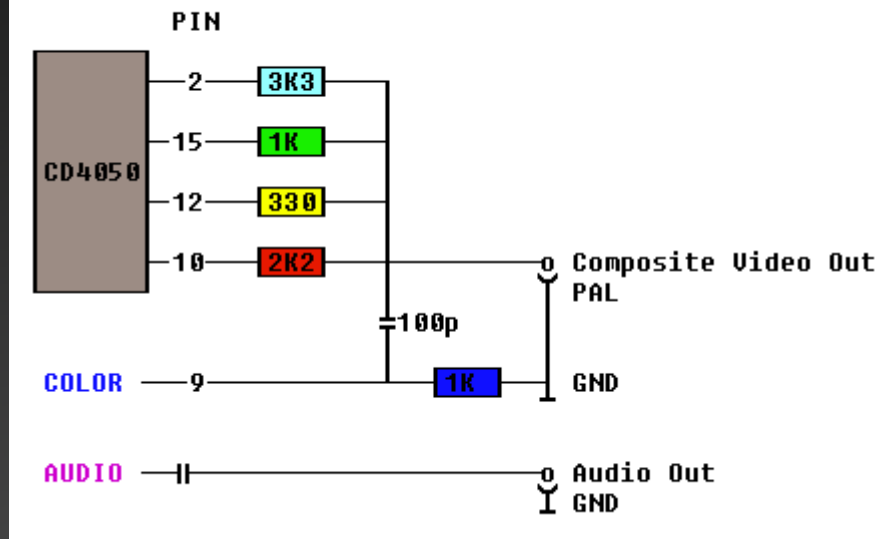 PIN
2 3K3
15 1K
CD4050
12 330
10 2K2 Composite Video Out
PAL
100p
COLOR 9 1K GND
AUDIO Audio Out
GND